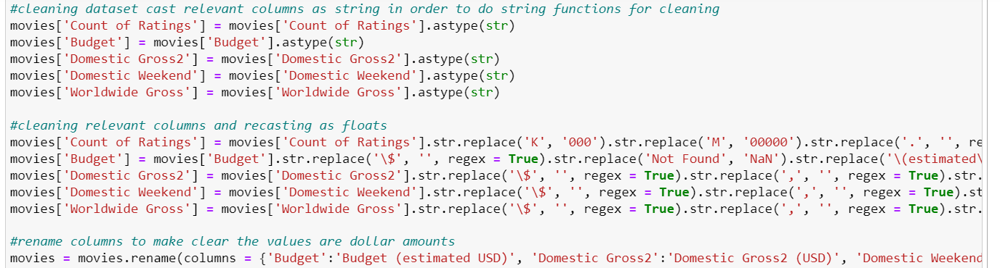 #cleaning dataset cast relevant columns as string in order to do string functions for cleaning
movies['Count of Ratings'] = movies['Count of Ratings'].astype(str)
movies['Budget'] = movies['Budget'].astype(str)
movies['Domestic Gross2'] = movies['Domestic Gross2'].astype(str)
movies['Domestic Weekend'] = movies['Domestic Weekend'].astype(str)
movies['Worldwide Gross'] = movies['Worldwide Gross'].astype(str)
#cleaning relevant columns and recasting as floats
movies['Count of Ratings'] = movies['Count of Ratings'].str.replace('K', '000').str.replace('M', '00000').str.replace('.', '', re
movies['Budget'] = movies['Budget'].str.replace('\$', '', regex = True).str.replace('Not Found', 'NaN').str.replace('\(estimated\
movies['Domestic Gross2'] = movies['Domestic Gross2'].str.replace('\$', '', regex = True).str.replace(',', '', regex = True).str.
movies['Domestic Weekend'] = movies['Domestic Weekend'].str.replace('\$', '', regex = True).str.replace(',', '', regex = True).st
movies['Worldwide Gross'] = movies['Worldwide Gross'].str.replace('\$', '', regex = True).str.replace(',', '', regex = True).str.
#rename columns to make clear the values are dollar amounts
movies = movies.rename(columns = {'Budget':'Budget (estimated USD)', 'Domestic Gross2':'Domestic Gross2 (USD)', 'Domestic Weekend